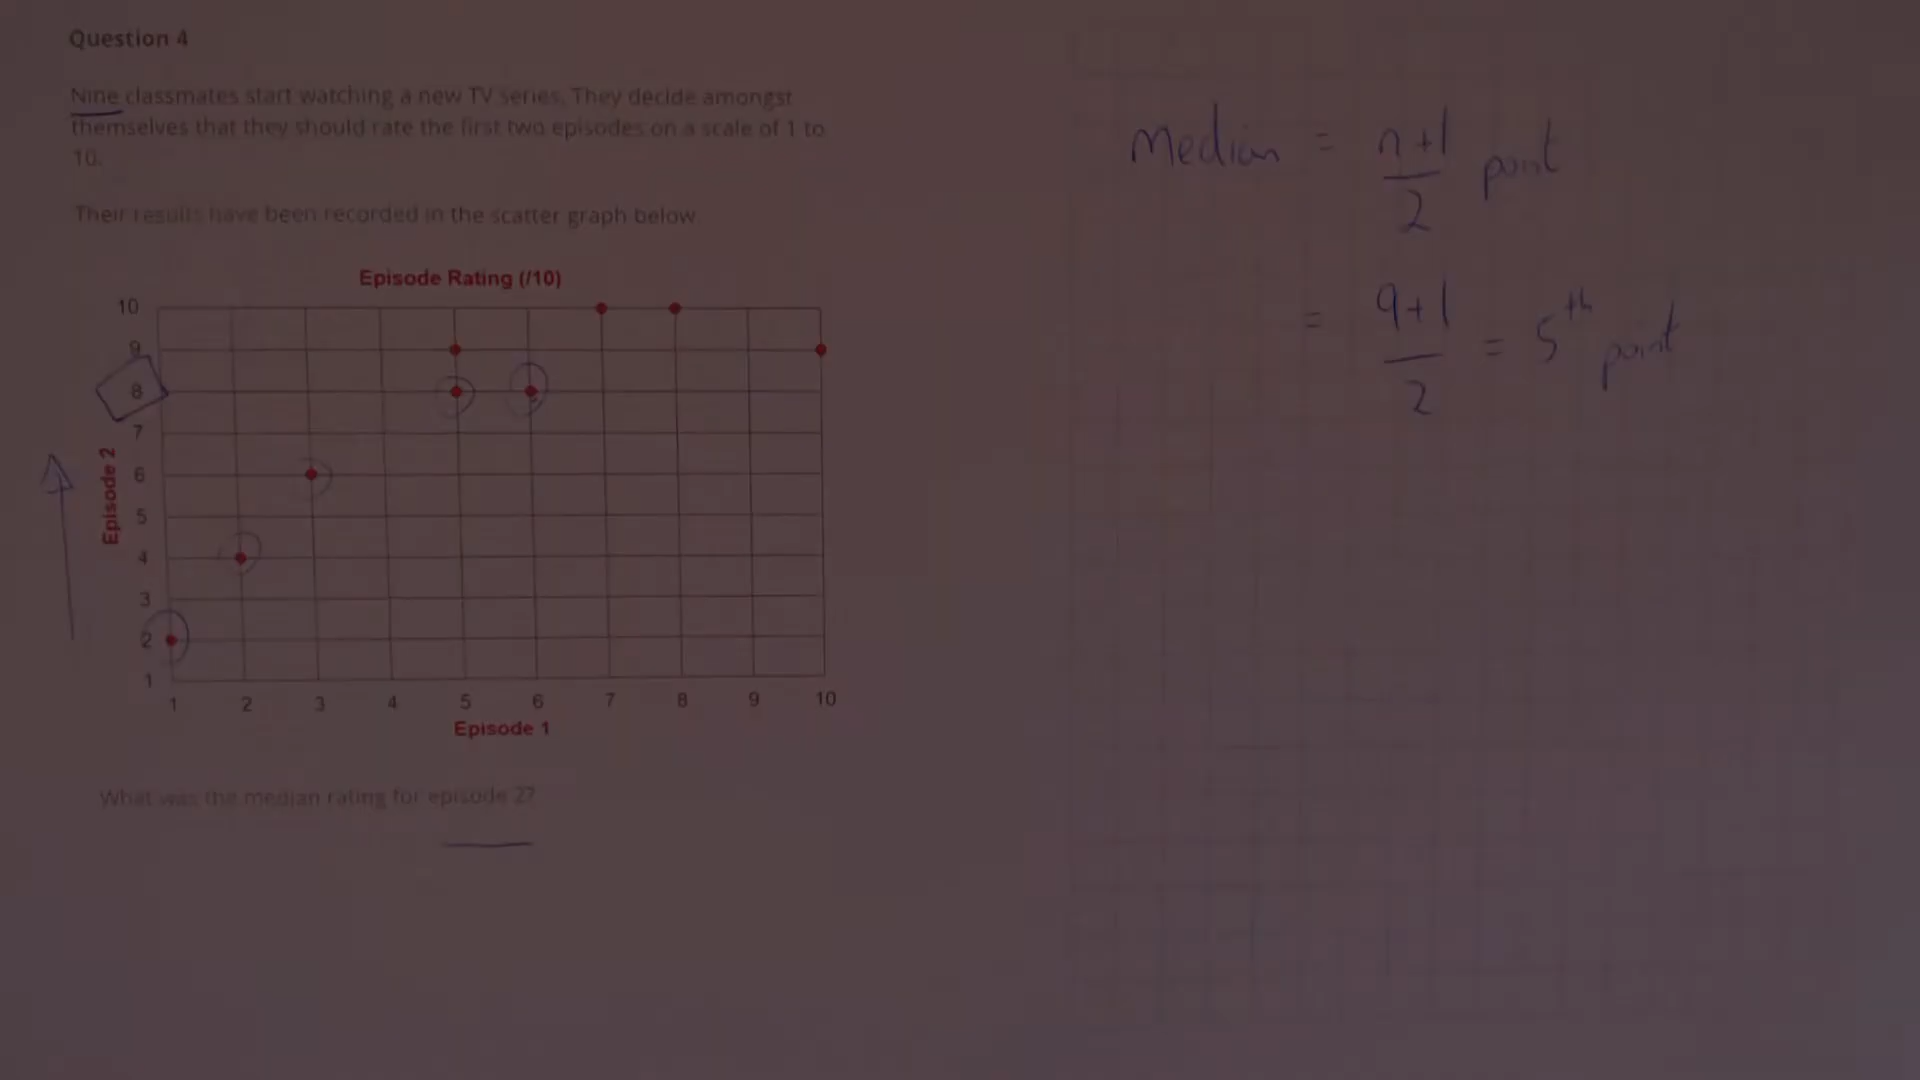 Question 4
Nine classmates start watching a new TV series. They decide amongst
themselves that they should rate the first two episodes on a scale of 1 to
10.
Their results have been recorded in the scatter graph below
Episode Rating (/10)
10
9
8
7
6
5
4
3
2
1
Episode 2
1 2 3 4 5 6 7 8 9 10
Episode 1
What was the median rating for episode 2?
Median = n+1
2
point
= 9+1
2
= 5th point